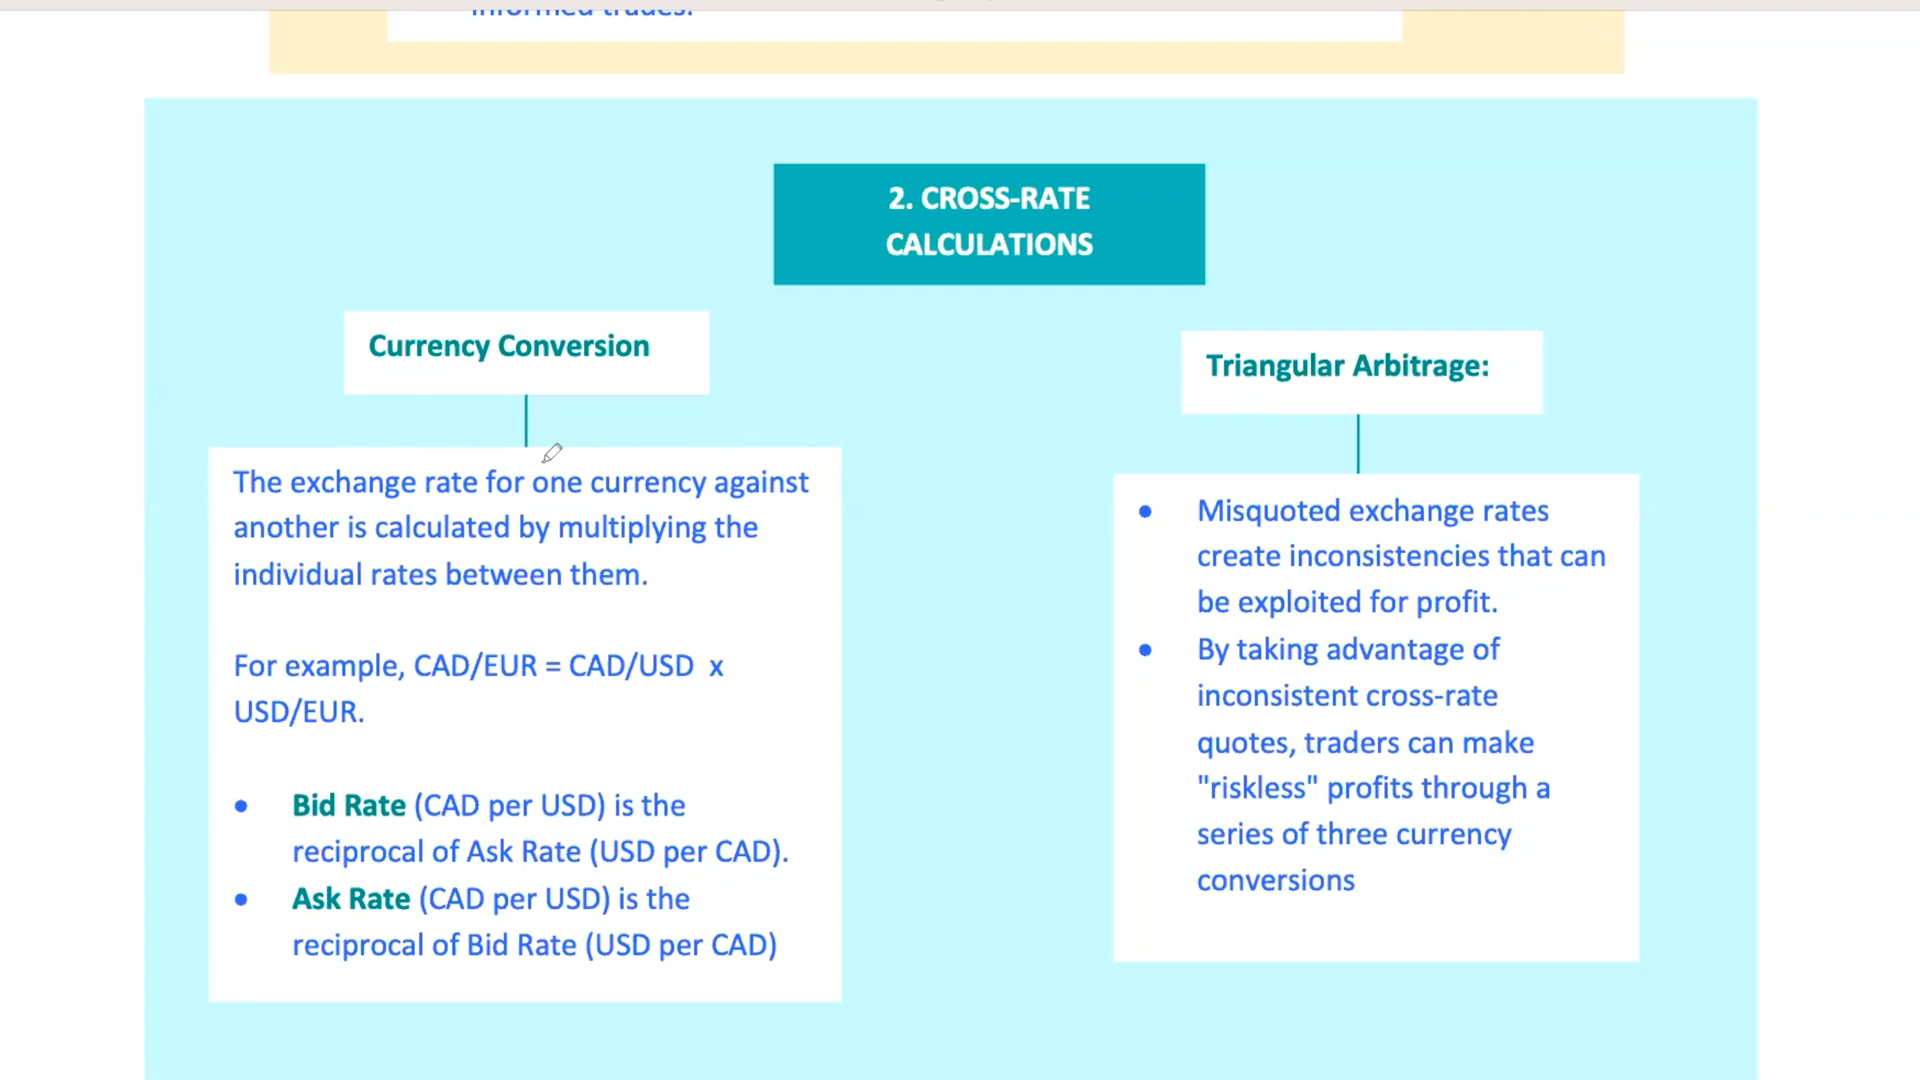 informed trades.
2. CROSS-RATE
CALCULATIONS
Currency Conversion
The exchange rate for one currency against
another is calculated by multiplying the
individual rates between them.
For example, CAD/EUR = CAD/USD x
USD/EUR.
• Bid Rate (CAD per USD) is the
reciprocal of Ask Rate (USD per CAD).
• Ask Rate (CAD per USD) is the
reciprocal of Bid Rate (USD per CAD)
Triangular Arbitrage:
• Misquoted exchange rates
create inconsistencies that can
be exploited for profit.
• By taking advantage of
inconsistent cross-rate
quotes, traders can make
"riskless" profits through a
series of three currency
conversions